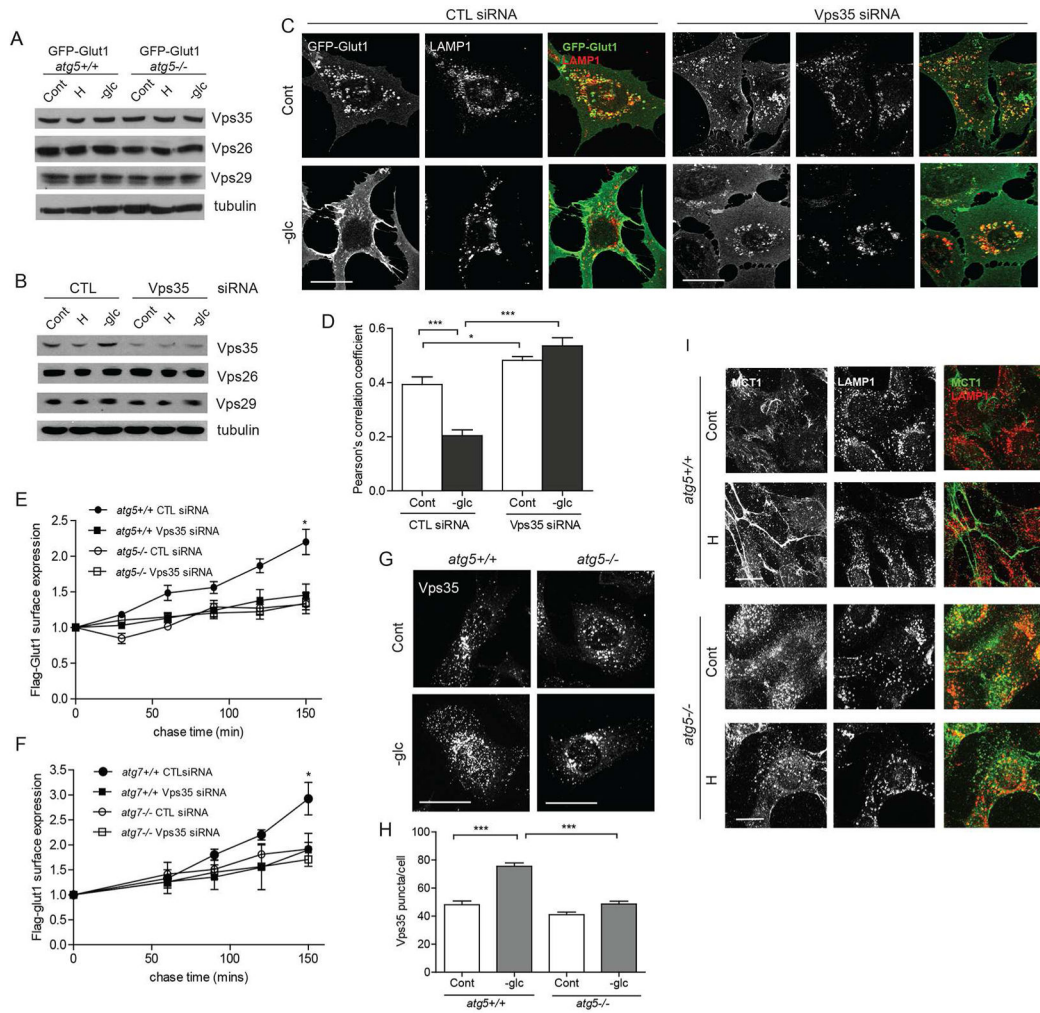 A
GFP-Glut1 GFP-Glut1
atg5+/+ atg5-/-
Cont H -glc Cont H -glc
Vps35
Vps26
Vps29
tubulin
B
CTL Vps35 siRNA
Cont H -glc Cont H -glc
Vps35
Vps26
Vps29
tubulin
C
CTL siRNA Vps35 siRNA
GFP-Glut1 LAMP1 GFP-Glut1
LAMP1
Cont
-glc
D
Pearson's correlation coefficient
0.6
0.4
0.2
0.0
*** * ***
Cont -glc Cont -glc
CTL siRNA Vps35 siRNA
E
Flag-Glut1 surface expression
2.5
2.0
1.5
1.0
0.5
0.0
atg5+/+ CTL siRNA
atg5+/+ Vps35 siRNA
atg5-/- CTL siRNA
atg5-/- Vps35 siRNA
*
0 50 100 150
chase time (min)
F
Flag-glut1 surface expression
3.5
3.0
2.5
2.0
1.5
1.0
0.5
0.0
atg7+/+ CTLsiRNA
atg7+/+ Vps35 siRNA
atg7-/- CTL siRNA
atg7-/- Vps35 siRNA
*
0 50 100 150
chase time (mins)
G
atg5+/+ atg5-/-
Vps35
Cont
-glc
H
Vps35 puncta/cell
100
80
60
40
20
0
*** ***
Cont -glc Cont -glc
atg5+/+ atg5-/-
I
MCT1 LAMP1 MCT1
LAMP1
atg5+/+
Cont
H
atg5-/-
Cont
H